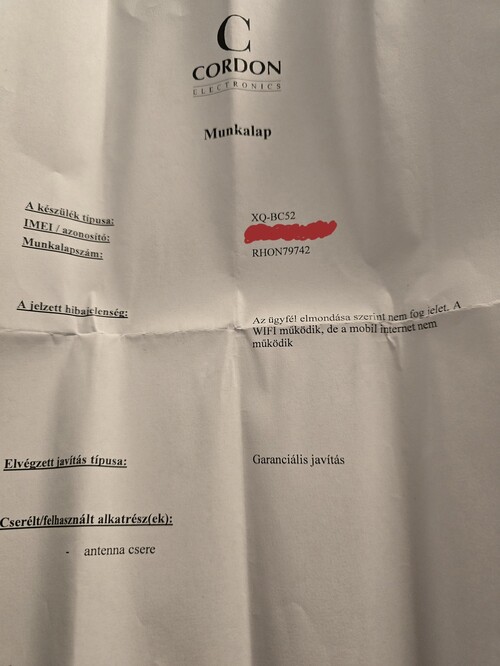 C
CORDON
ELECTRONICS
Munkalap
A készülék típusa: XQ-BC52
IMEI / azonosító:
Munkalapszám: RHON79742
A jelzett hibajelenség: Az ügyfél elmondása szerint nem fog jelet. A
WIFI működik, de a mobil internet nem
működik
Elvégzett javítás típusa: Garanciális javítás
Cserélt/felhasznált alkatrész(ek):
- antenna csere